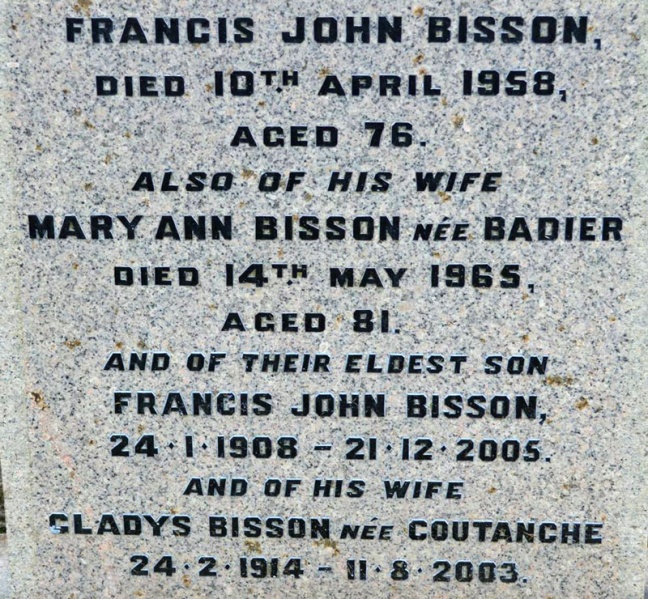 FRANCIS JOHN BISSON,
DIED 10TH APRIL 1958,
AGED 76.
ALSO OF HIS WIFE
MARY ANN BISSON NÉE BADIER
DIED 14TH MAY 1965,
AGED 81.
AND OF THEIR ELDEST SON
FRANCIS JOHN BISSON,
24·1·1908 – 21·12·2005.
AND OF HIS WIFE
GLADYS BISSON NÉE COUTANCHE
24·2·1914 – 11·8·2003.